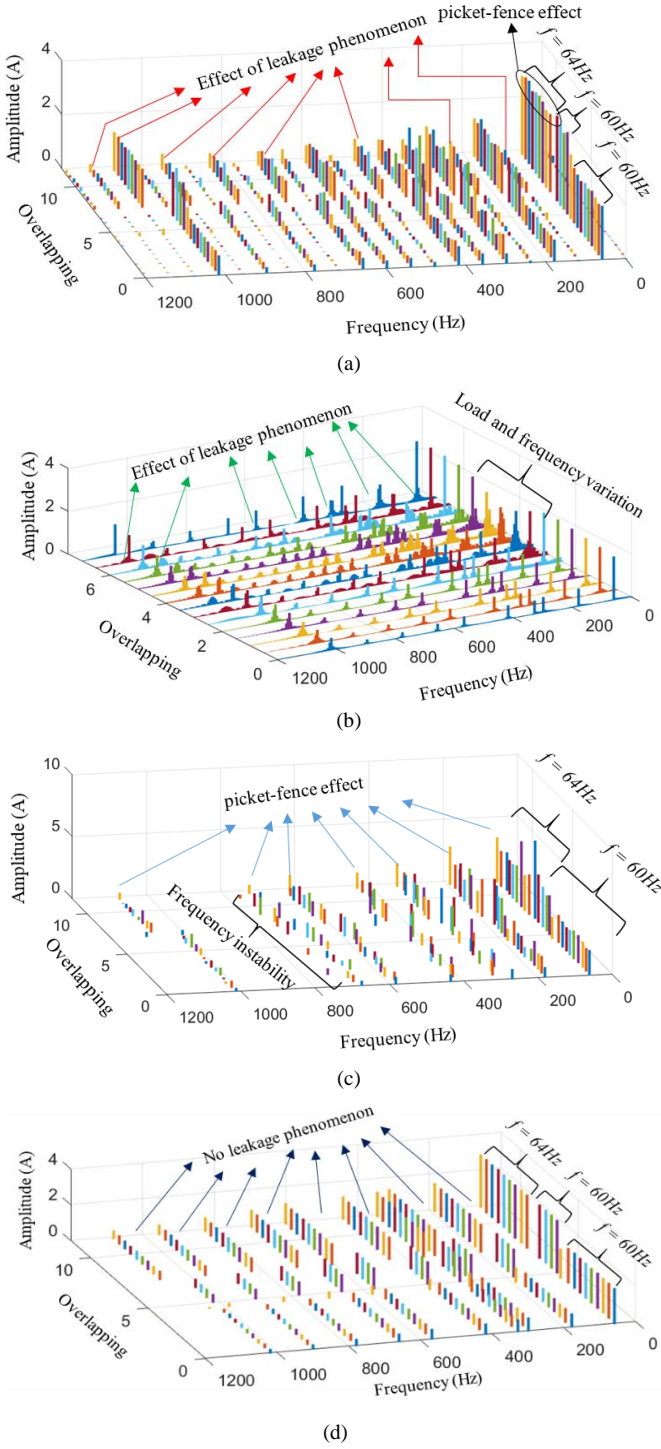 picket-fence effect
Effect of leakage phenomenon
f = 64Hz
f = 60Hz
f = 60Hz
Amplitude (A)
4
2
0
10
5
0
Overlapping
1200
1000
800
600
400
200
0
Frequency (Hz)
(a)
Effect of leakage phenomenon
Load and frequency variation
Amplitude (A)
4
2
0
6
4
2
0
Overlapping
1200
1000
800
600
400
200
0
Frequency (Hz)
(b)
picket-fence effect
f = 64Hz
f = 60Hz
Frequency instability
Amplitude (A)
10
5
0
10
5
0
Overlapping
1200
1000
800
600
400
200
0
Frequency (Hz)
(c)
No leakage phenomenon
f = 64Hz
f = 60Hz
f = 60Hz
Amplitude (A)
4
2
0
10
5
0
Overlapping
1200
1000
800
600
400
200
0
Frequency (Hz)
(d)